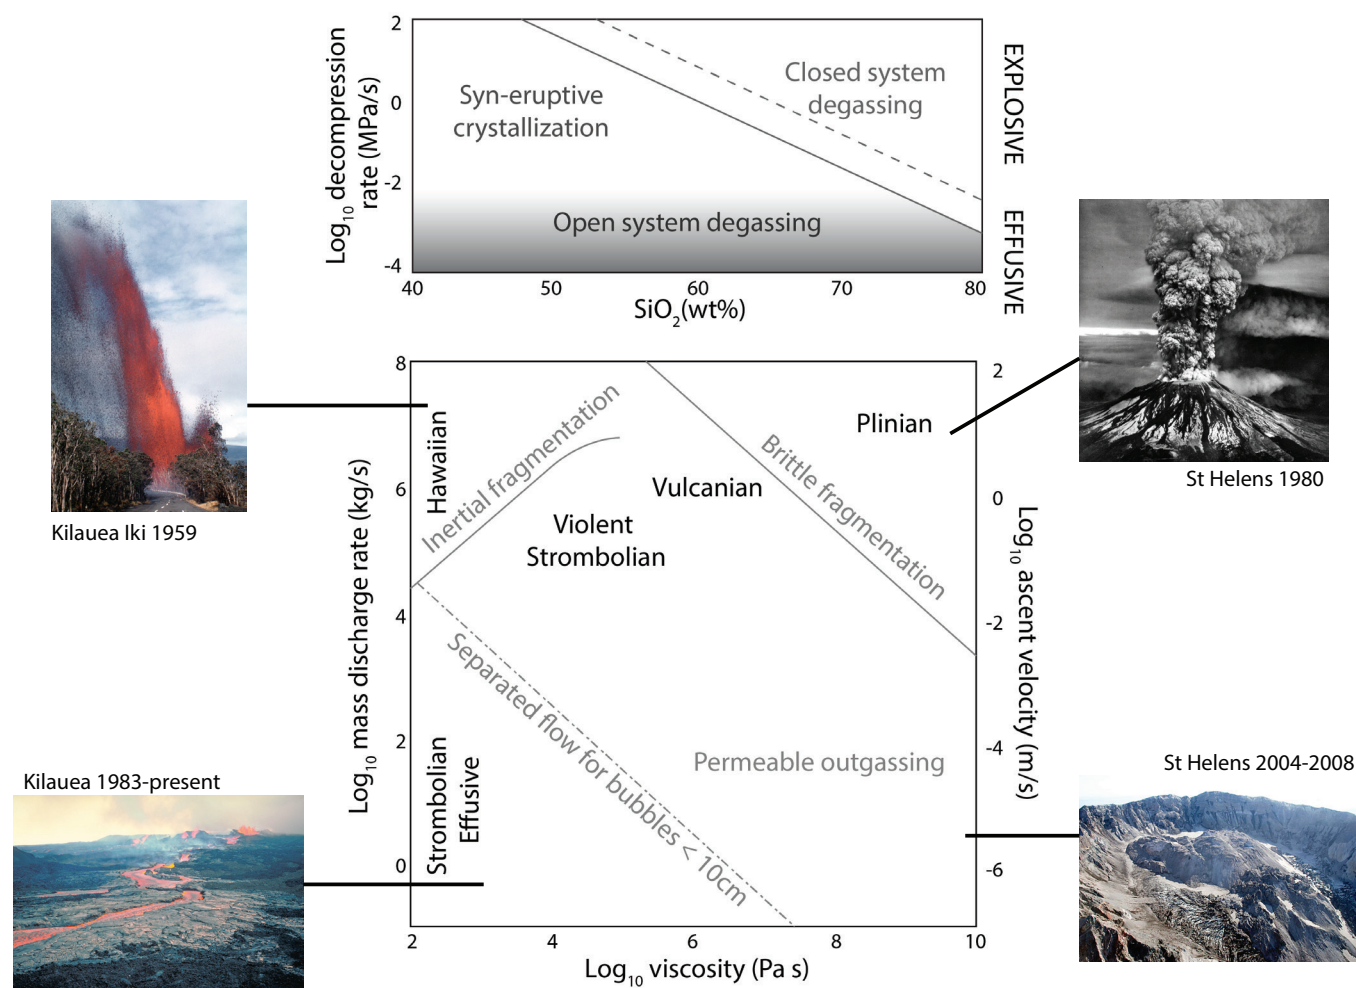 2
0
-2
-4
Log10 decompression
rate (MPa/s)
Syn-eruptive
crystallization
Closed system
degassing
Open system degassing
EXPLOSIVE
EFFUSIVE
40
50
60
70
80
SiO2(wt%)
Kilauea Iki 1959
St Helens 1980
8
6
4
2
0
Log10 mass discharge rate (kg/s)
Hawaiian
Inertial fragmentation
Violent
Strombolian
Vulcanian
Plinian
Brittle fragmentation
Strombolian
Effusive
Separated flow for bubbles < 10cm
Permeable outgassing
2
0
-2
-4
-6
Log10 ascent velocity (m/s)
2
4
6
8
10
Log10 viscosity (Pa s)
Kilauea 1983-present
St Helens 2004-2008